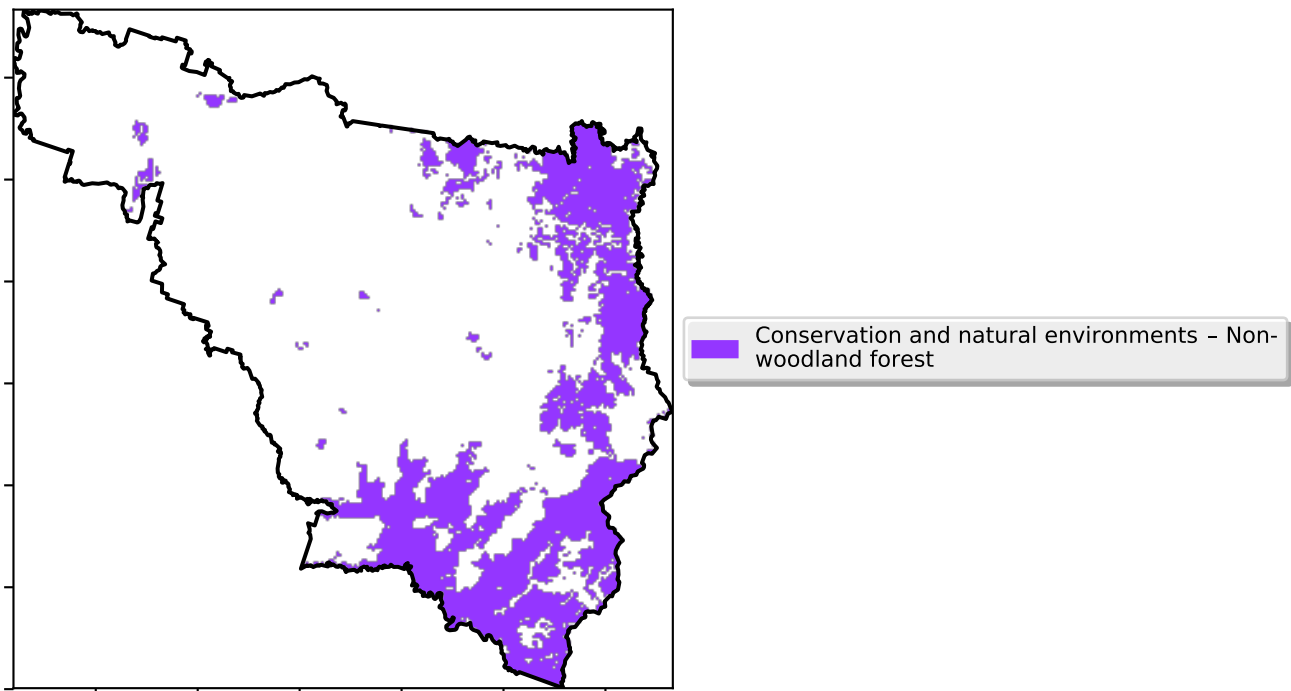 Conservation and natural environments – Non-
woodland forest